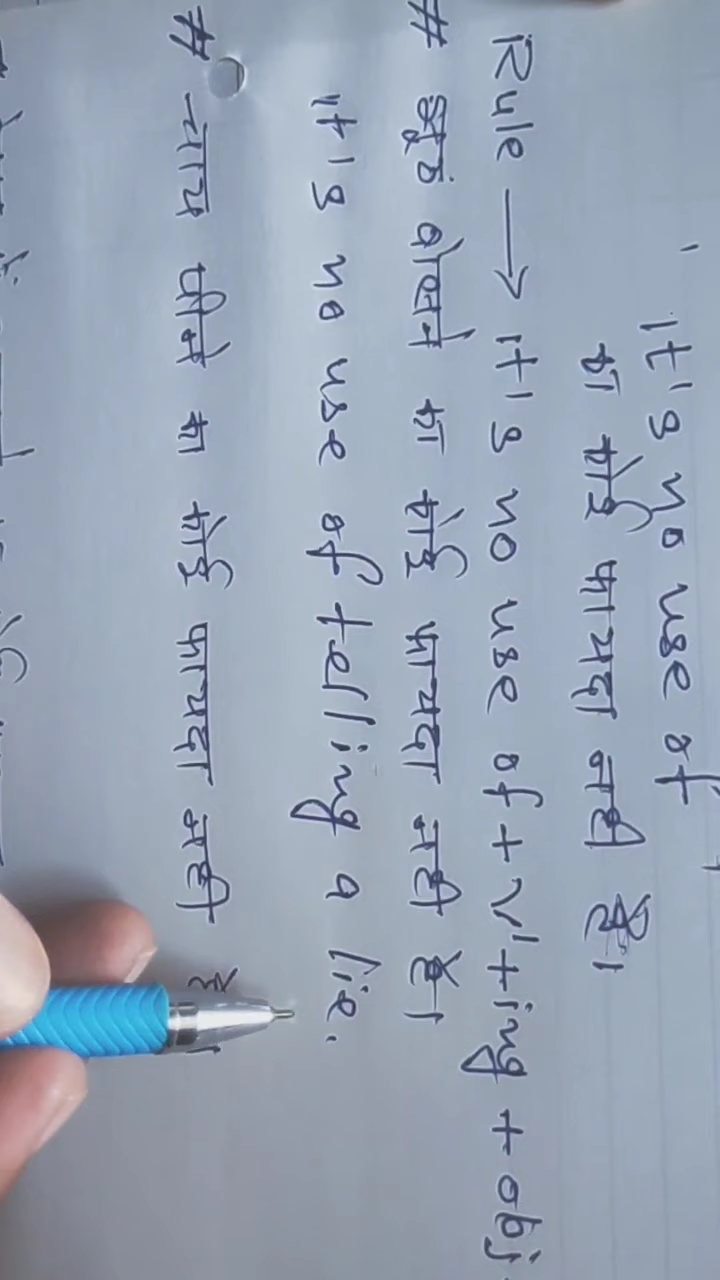 It's no use of
का कोई फायदा नही है।
Rule → It's no use of + v' + ing + obj.
# झुठ बोलने का कोई फायदा नही है।
It's no use of telling a lie.
# चाय पीने का कोई फायदा नही है।